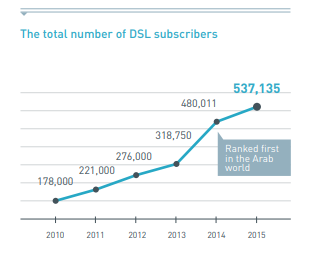 The total number of DSL subscribers
537,135
480,011
318,750
276,000
221,000
178,000
Ranked first
in the Arab
world
2010 2011 2012 2013 2014 2015